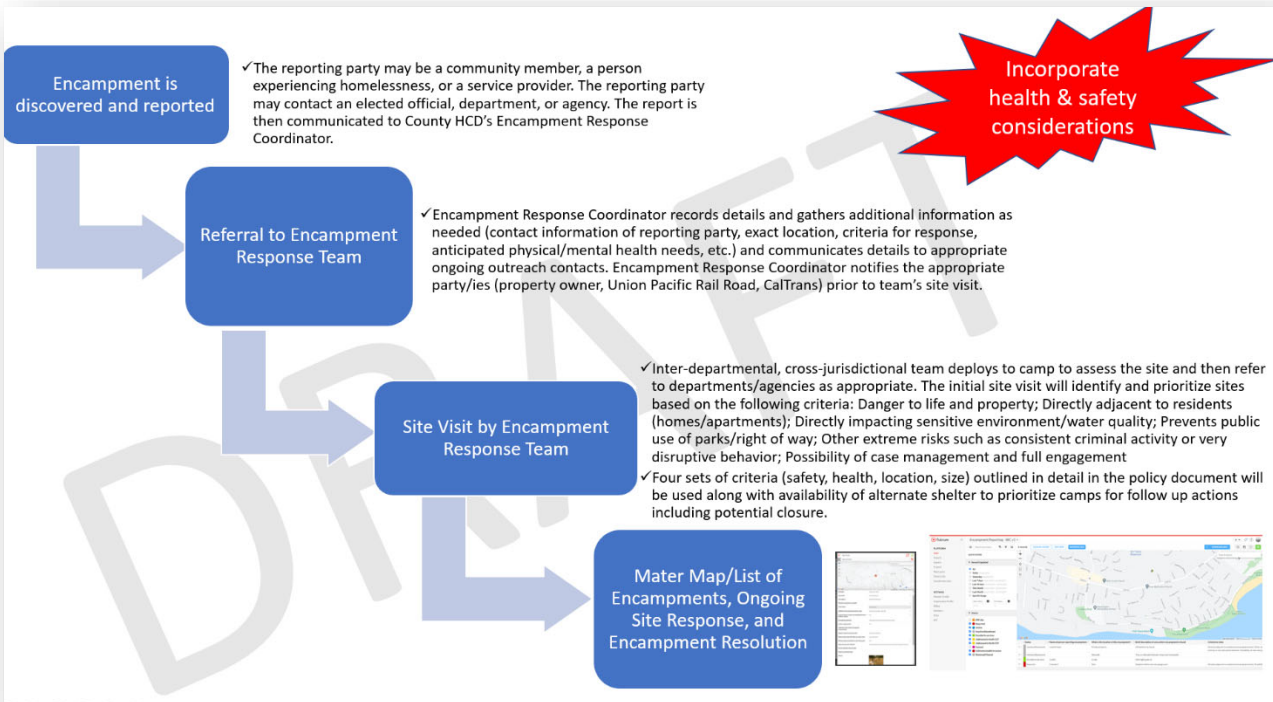 Encampment is
discovered and reported
✓The reporting party may be a community member, a person
experiencing homelessness, or a service provider. The reporting party
may contact an elected official, department, or agency. The report is
then communicated to County HCD's Encampment Response
Coordinator.
Incorporate
health & safety
considerations
Referral to Encampment
Response Team
✓Encampment Response Coordinator records details and gathers additional information as
needed (contact information of reporting party, exact location, criteria for response,
anticipated physical/mental health needs, etc.) and communicates details to appropriate
ongoing outreach contacts. Encampment Response Coordinator notifies the appropriate
party/ies (property owner, Union Pacific Rail Road, CalTrans) prior to team's site visit.
Site Visit by Encampment
Response Team
✓Inter-departmental, cross-jurisdictional team deploys to camp to assess the site and then refer
to departments/agencies as appropriate. The initial site visit will identify and prioritize sites
based on the following criteria: Danger to life and property; Directly adjacent to residents
(homes/apartments); Directly impacting sensitive environment/water quality; Prevents public
use of parks/right of way; Other extreme risks such as consistent criminal activity or very
disruptive behavior; Possibility of case management and full engagement
✓Four sets of criteria (safety, health, location, size) outlined in detail in the policy document will
be used along with availability of alternate shelter to prioritize camps for follow up actions
including potential closure.
Mater Map/List of
Encampments, Ongoing
Site Response, and
Encampment Resolution
DRAFT